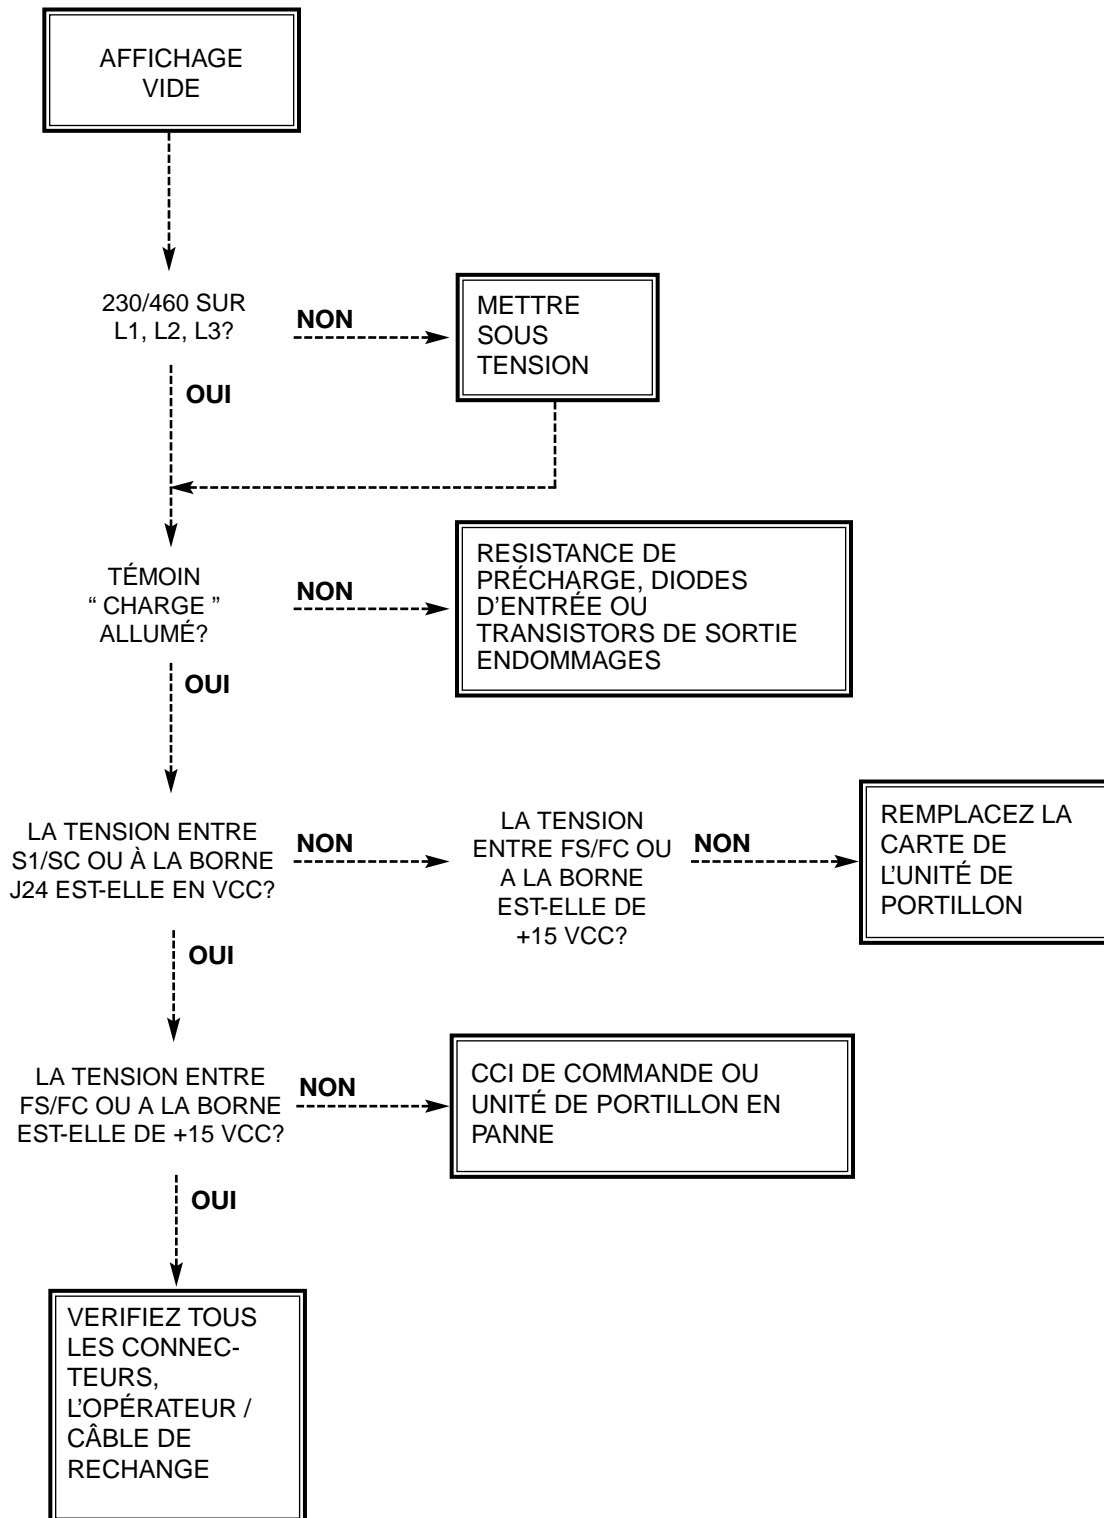 AFFICHAGE
VIDE
230/460 SUR
L1, L2, L3?
NON
METTRE
SOUS
TENSION
OUI
TÉMOIN
“ CHARGE ”
ALLUMÉ?
NON
RESISTANCE DE
PRÉCHARGE, DIODES
D'ENTRÉE OU
TRANSISTORS DE SORTIE
ENDOMMAGES
OUI
LA TENSION ENTRE
S1/SC OU À LA BORNE
J24 EST-ELLE EN VCC?
NON
LA TENSION
ENTRE FS/FC OU
A LA BORNE
EST-ELLE DE
+15 VCC?
NON
REMPLACEZ LA
CARTE DE
L'UNITÉ DE
PORTILLON
OUI
LA TENSION ENTRE
FS/FC OU A LA BORNE
EST-ELLE DE +15 VCC?
NON
CCI DE COMMANDE OU
UNITÉ DE PORTILLON EN
PANNE
OUI
VERIFIEZ TOUS
LES CONNEC-
TEURS,
L'OPÉRATEUR /
CÂBLE DE
RECHANGE